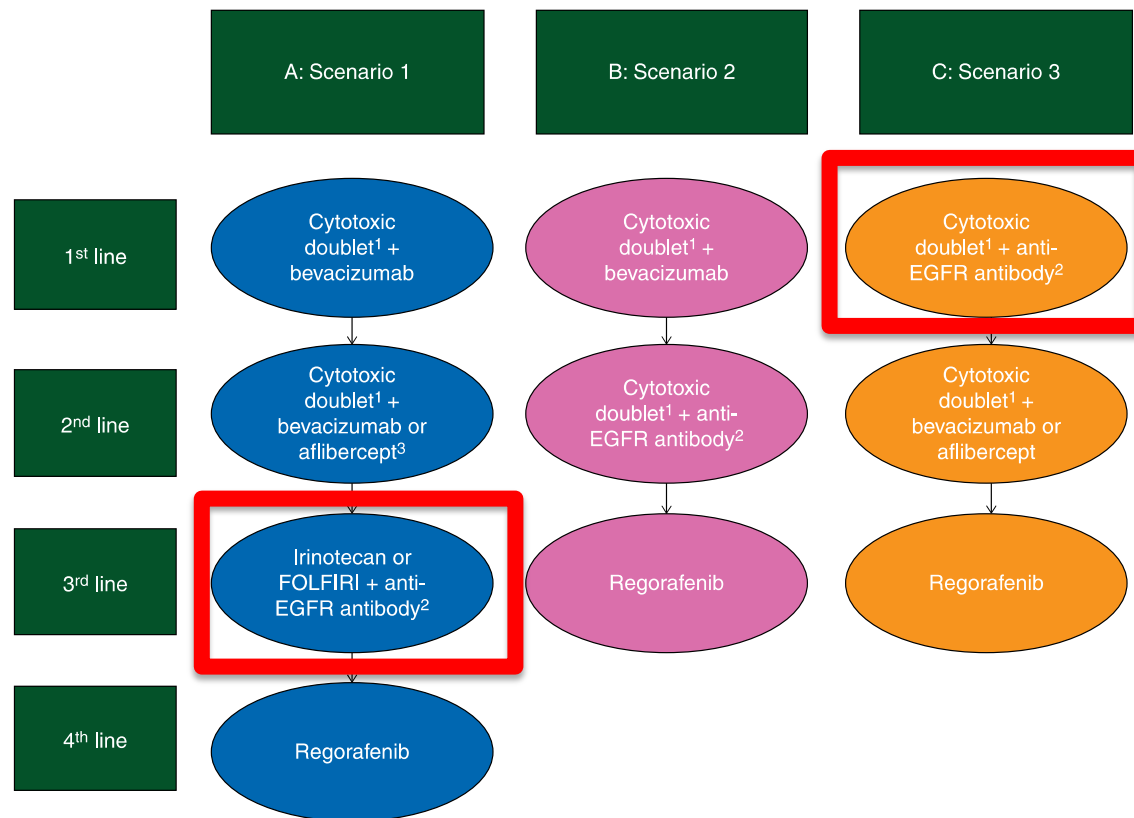 A: Scenario 1
B: Scenario 2
C: Scenario 3
1st line
Cytotoxic
doublet¹ +
bevacizumab
Cytotoxic
doublet¹ +
bevacizumab
Cytotoxic
doublet¹ + anti-
EGFR antibody²
2nd line
Cytotoxic
doublet¹ +
bevacizumab or
aflibercept³
Cytotoxic
doublet¹ + anti-
EGFR antibody²
Cytotoxic
doublet¹ +
bevacizumab or
aflibercept
3rd line
Irinotecan or
FOLFIRI + anti-
EGFR antibody²
Regorafenib
Regorafenib
4th line
Regorafenib